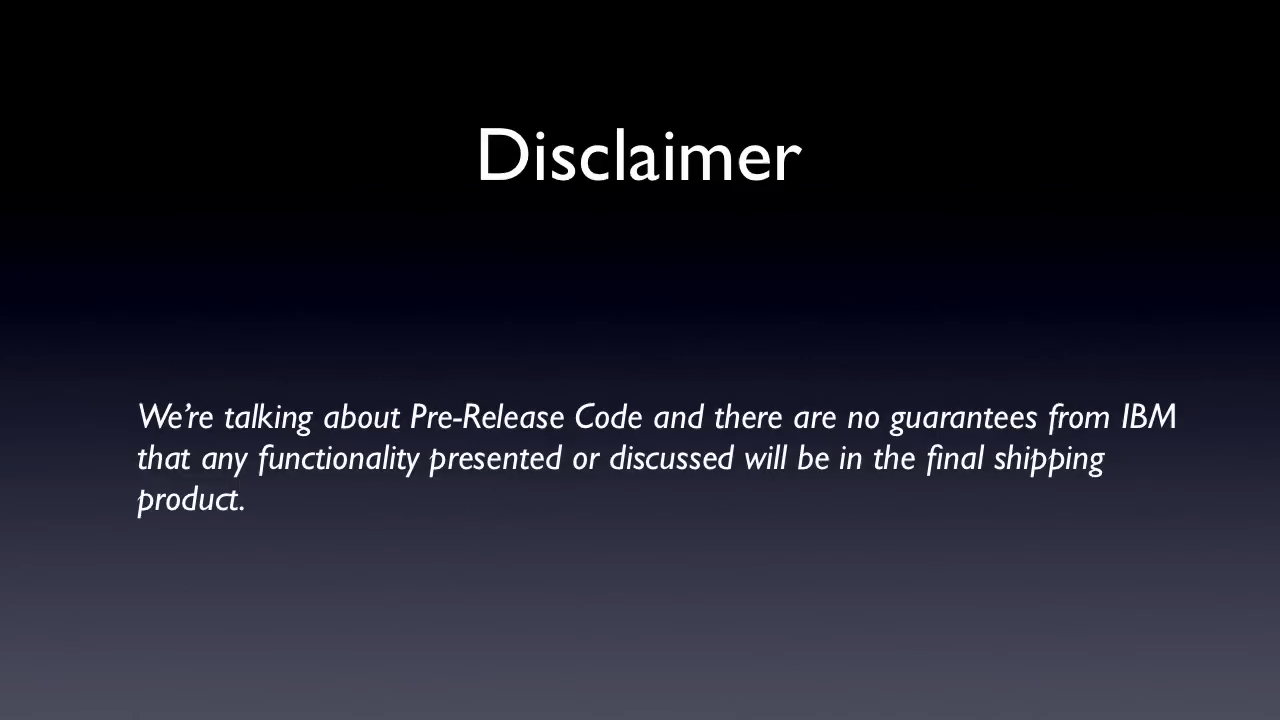 Disclaimer
We’re talking about Pre-Release Code and there are no guarantees from IBM
that any functionality presented or discussed will be in the final shipping
product.